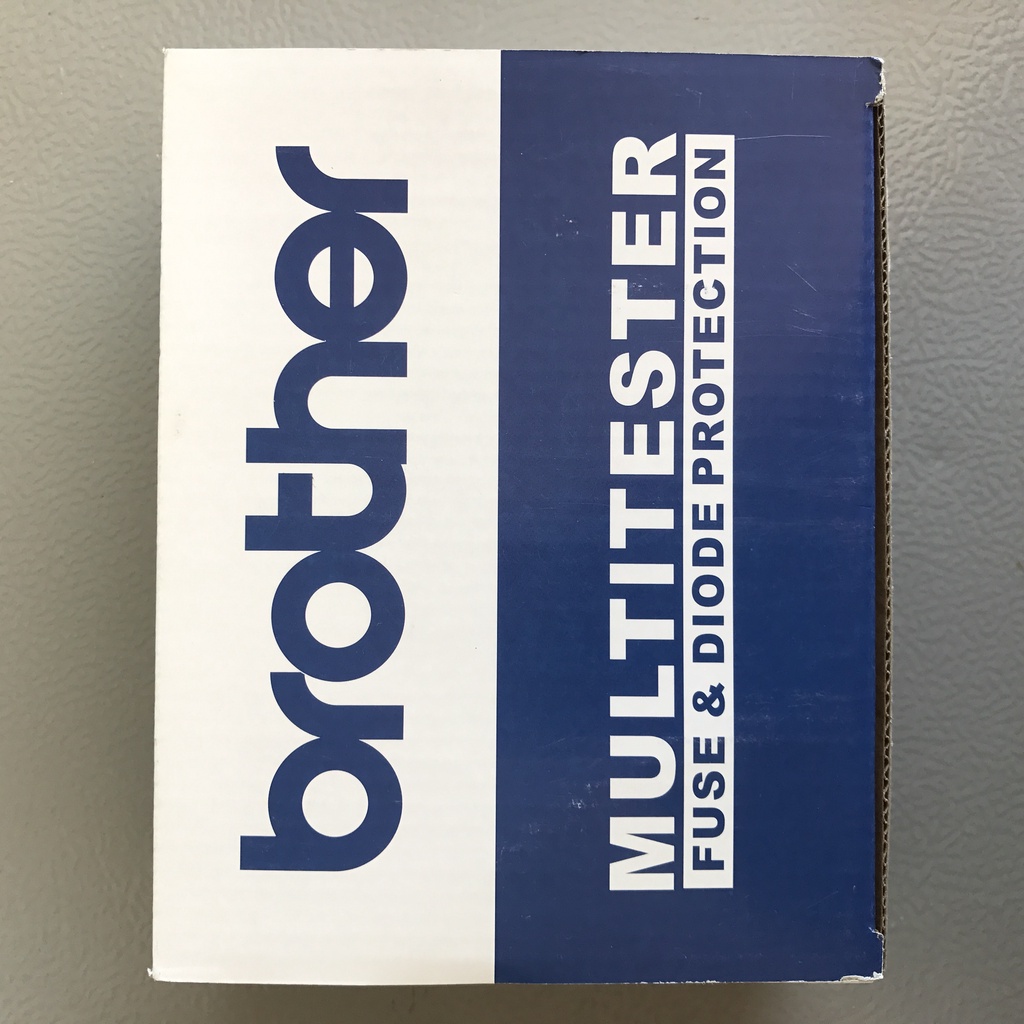 brother
MULTITESTER
FUSE & DIODE PROTECTION